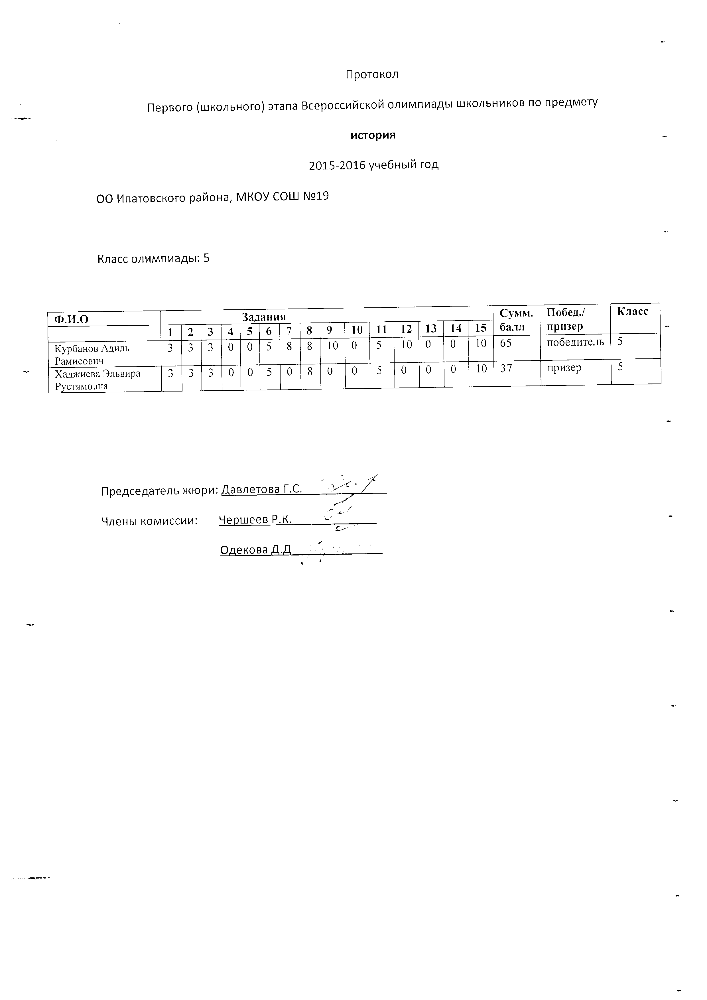 Протокол
Первого (школьного) этапа Всероссийской олимпиады школьников по предмету
история
2015-2016 учебный год
ОО Ипатовского района, МКОУ СОШ №19
Класс олимпиады: 5
Ф.И.О Задания Сумм. балл Побед./ призер Класс
1 2 3 4 5 6 7 8 9 10 11 12 13 14 15
Курбанов Адиль Рамисович 3 3 3 0 0 5 8 8 10 0 5 10 0 0 10 65 победитель 5
Хаджиева Эльвира Рустямовна 3 3 3 0 0 5 0 8 0 0 5 0 0 0 10 37 призер 5
Председатель жюри: Давлетова Г.С.
Члены комиссии: Чершеев Р.К.
Одекова Д.Д